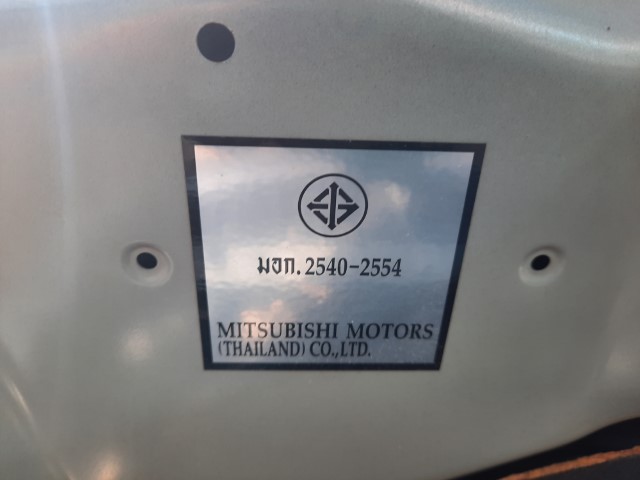 มอก. 2540-2554
MITSUBISHI MOTORS
(THAILAND) CO.,LTD.